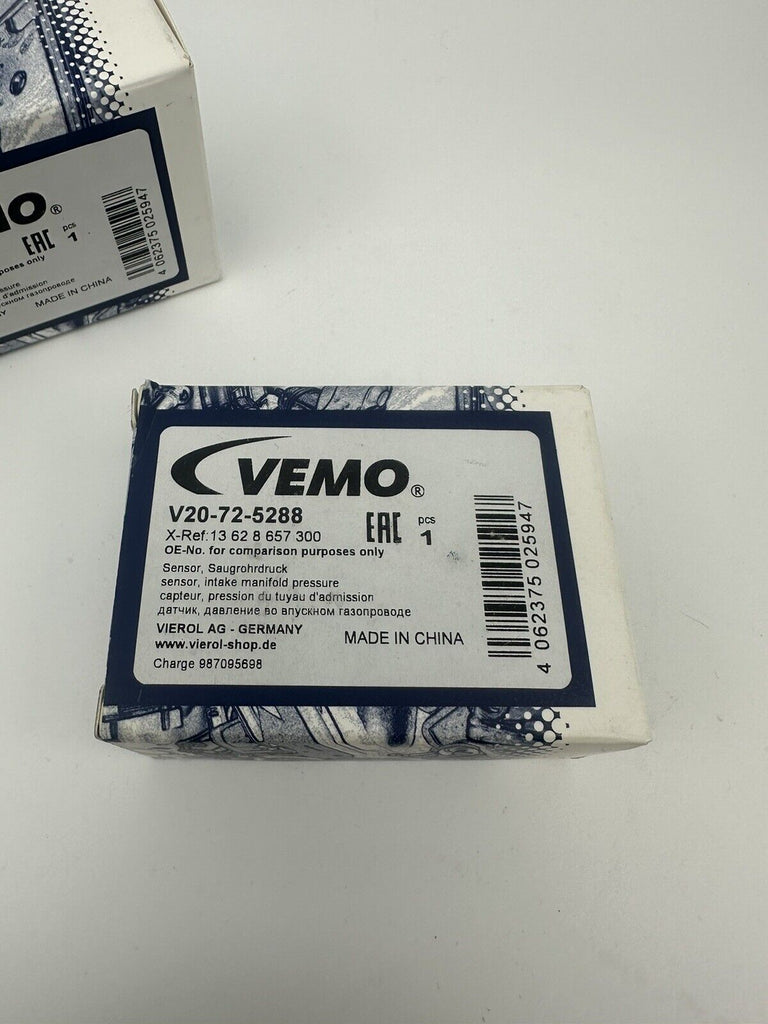 MO®
EAC
pcs
1
poses only
ssure
d'admission
пускном газопроводе
MADE IN CHINA
4 062375 025947
VEMO®
V20-72-5288
X-Ref:13 62 8 657 300
OE-No. for comparison purposes only
EAC
pcs
1
Sensor, Saugrohrdruck
sensor, intake manifold pressure
capteur, pression du tuyau d'admission
датчик, давление во впускном газопроводе
VIEROL AG - GERMANY
www.vierol-shop.de
MADE IN CHINA
Charge 987095698
4 062375 025947